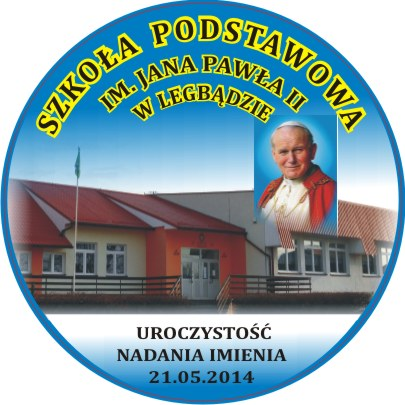 SZKOŁA PODSTAWOWA
IM. JANA PAWŁA II
W LEGBĄDZIE
UROCZYSTOŚĆ
NADANIA IMIENIA
21.05.2014